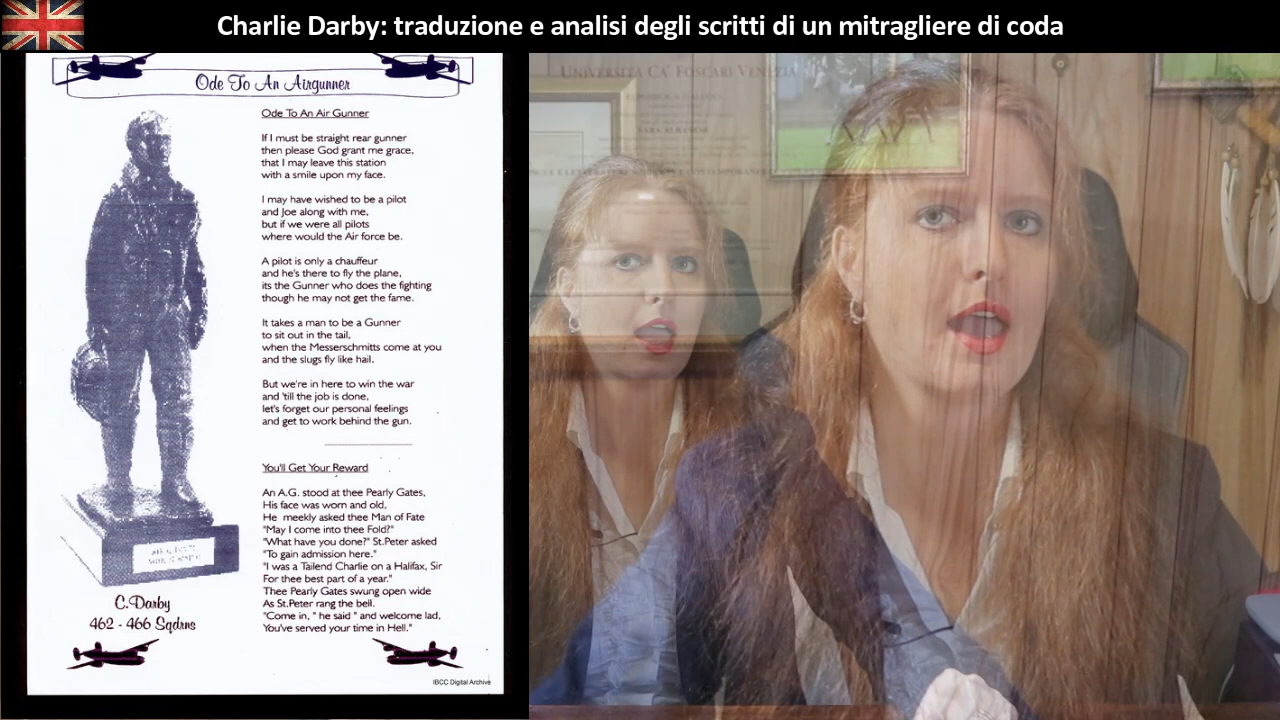 Charlie Darby: traduzione e analisi degli scritti di un mitragliere di coda
Ode To An Airgunner
Ode To An Air Gunner
If I must be straight rear gunner
then please God grant me grace,
that I may leave this station
with a smile upon my face.
I may have wished to be a pilot
and Joe along with me,
but if we were all pilots
where would the Air force be.
A pilot is only a chauffeur
and he's there to fly the plane,
its the Gunner who does the fighting
though he may not get the fame.
It takes a man to be a Gunner
to sit out in the tail,
when the Messerschmitts come at you
and the slugs fly like hail.
But we're in here to win the war
and 'till the job is done,
let's forget our personal feelings
and get to work behind the gun.
You'll Get Your Reward
An A.G. stood at thee Pearly Gates,
His face was worn and old,
He meekly asked thee Man of Fate
"May I come into thee Fold?"
"What have you done?" St.Peter asked
"To gain admission here."
"I was a Tailend Charlie on a Halifax, Sir
For thee best part of a year."
Thee Pearly Gates swung open wide
As St.Peter rang the bell.
"Come in, " he said " and welcome lad,
You've served your time in Hell."
C.Darby
462 - 466 Sqdrns
IBCC Digital Archive
UNIVERSITÀ CA' FOSCARI VENEZIA